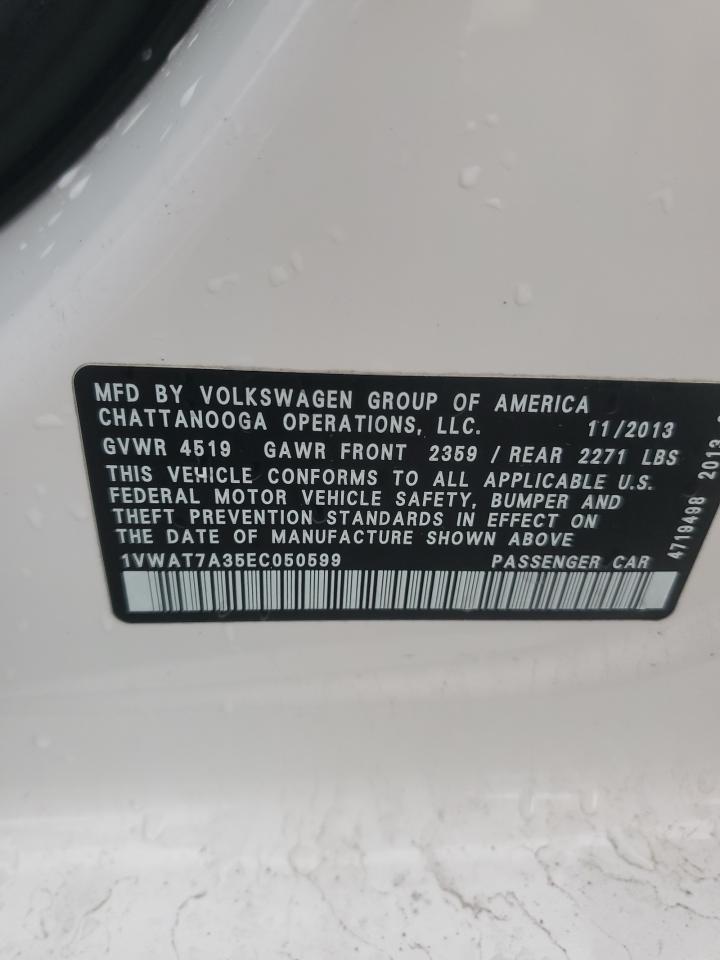 MFD BY VOLKSWAGEN GROUP OF AMERICA
CHATTANOOGA OPERATIONS, LLC. 11/2013
GVWR 4519 GAWR FRONT 2359 / REAR 2271 LBS
THIS VEHICLE CONFORMS TO ALL APPLICABLE U.S.
FEDERAL MOTOR VEHICLE SAFETY, BUMPER AND
THEFT PREVENTION STANDARDS IN EFFECT ON
THE DATE OF MANUFACTURE SHOWN ABOVE
1VWAT7A35EC050599 PASSENGER CAR
4719498 2013